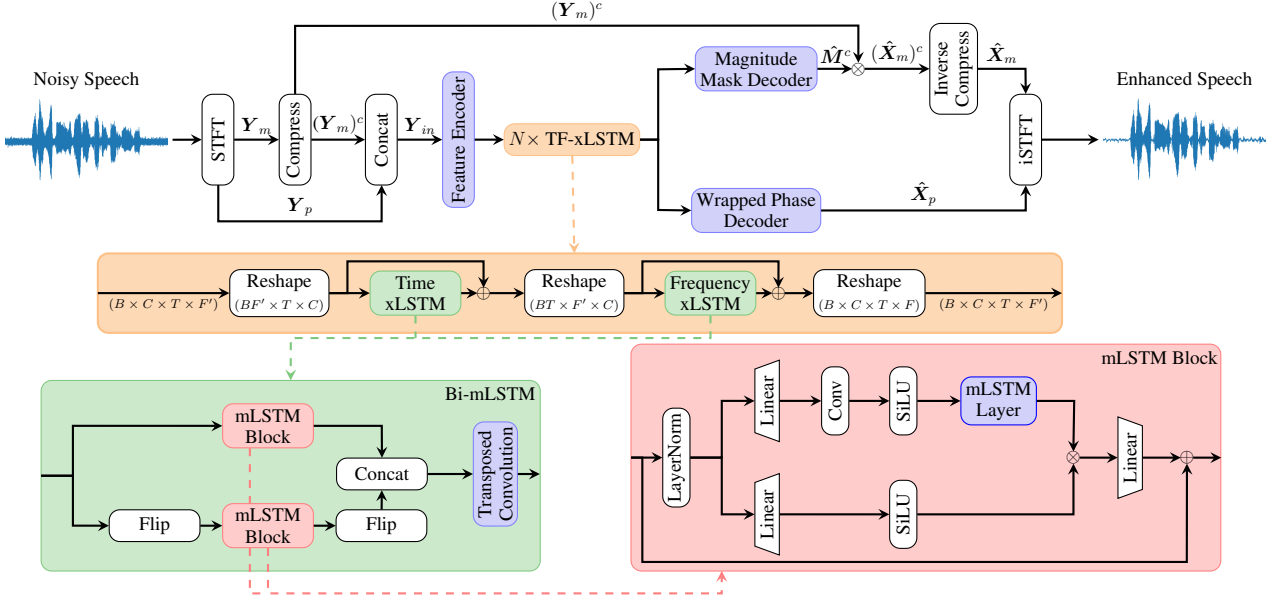 (Y_m)^c
Noisy Speech
STFT
Y_m
Compress
(Y_m)^c
Concat
Y_in
Feature Encoder
Y_p
N× TF-xLSTM
Magnitude
Mask Decoder
M̂^c
⊗
(X̂_m)^c
Inverse
Compress
X̂_m
Wrapped Phase
Decoder
X̂_p
iSTFT
Enhanced Speech
(B × C × T × F′)
Reshape
(BF′ × T × C)
Time
xLSTM
⊕
Reshape
(BT × F′ × C)
Frequency
xLSTM
⊕
Reshape
(B × C × T × F)
(B × C × T × F′)
Bi-mLSTM
mLSTM
Block
Flip
mLSTM
Block
Concat
Flip
Transposed
Convolution
mLSTM Block
LayerNorm
Linear
Conv
SiLU
mLSTM
Layer
Linear
SiLU
⊗
Linear
⊕